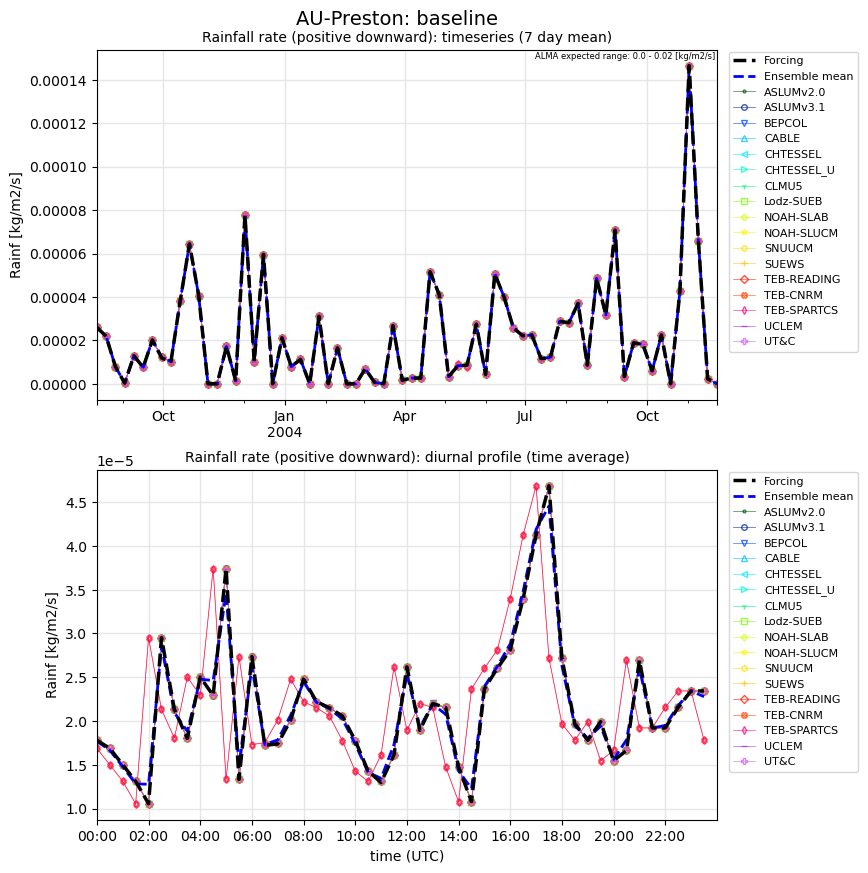 AU-Preston: baseline
Rainfall rate (positive downward): timeseries (7 day mean)
ALMA expected range: 0.0 - 0.02 [kg/m2/s]
Rainf [kg/m2/s]
0.00014
0.00012
0.00010
0.00008
0.00006
0.00004
0.00002
0.00000
Oct
Jan
2004
Apr
Jul
Oct
Forcing
Ensemble mean
ASLUMv2.0
ASLUMv3.1
BEPCOL
CABLE
CHTESSEL
CHTESSEL_U
CLMU5
Lodz-SUEB
NOAH-SLAB
NOAH-SLUCM
SNUUCM
SUEWS
TEB-READING
TEB-CNRM
TEB-SPARTCS
UCLEM
UT&C
1e−5
Rainfall rate (positive downward): diurnal profile (time average)
Rainf [kg/m2/s]
4.5
4.0
3.5
3.0
2.5
2.0
1.5
1.0
00:00
02:00
04:00
06:00
08:00
10:00
12:00
14:00
16:00
18:00
20:00
22:00
time (UTC)
Forcing
Ensemble mean
ASLUMv2.0
ASLUMv3.1
BEPCOL
CABLE
CHTESSEL
CHTESSEL_U
CLMU5
Lodz-SUEB
NOAH-SLAB
NOAH-SLUCM
SNUUCM
SUEWS
TEB-READING
TEB-CNRM
TEB-SPARTCS
UCLEM
UT&C